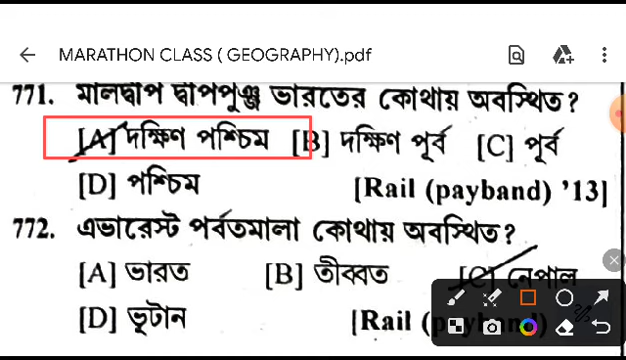 MARATHON CLASS ( GEOGRAPHY).pdf
771. মালদ্বীপ দ্বীপপুঞ্জ ভারতের কোথায় অবস্থিত?
[A] দক্ষিণ পশ্চিম [B] দক্ষিণ পূর্ব [C] পূর্ব
[D] পশ্চিম [Rail (payband) ’13]
772. এভারেস্ট পর্বতমালা কোথায় অবস্থিত?
[A] ভারত [B] তীব্বত [C] নেপাল
[D] ভূটান [Rail (payband)